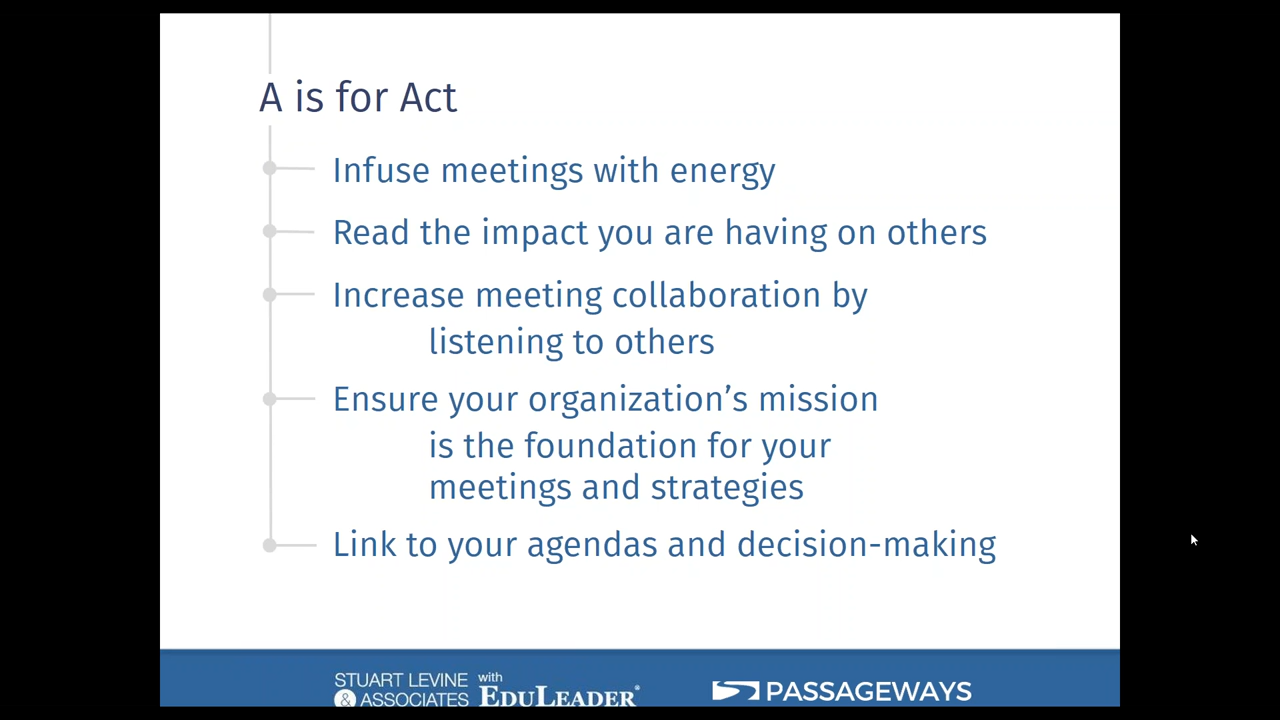 A is for Act
Infuse meetings with energy
Read the impact you are having on others
Increase meeting collaboration by
listening to others
Ensure your organization’s mission
is the foundation for your
meetings and strategies
Link to your agendas and decision-making
STUART LEVINE with
& ASSOCIATES EDULEADER®
PASSAGEWAYS